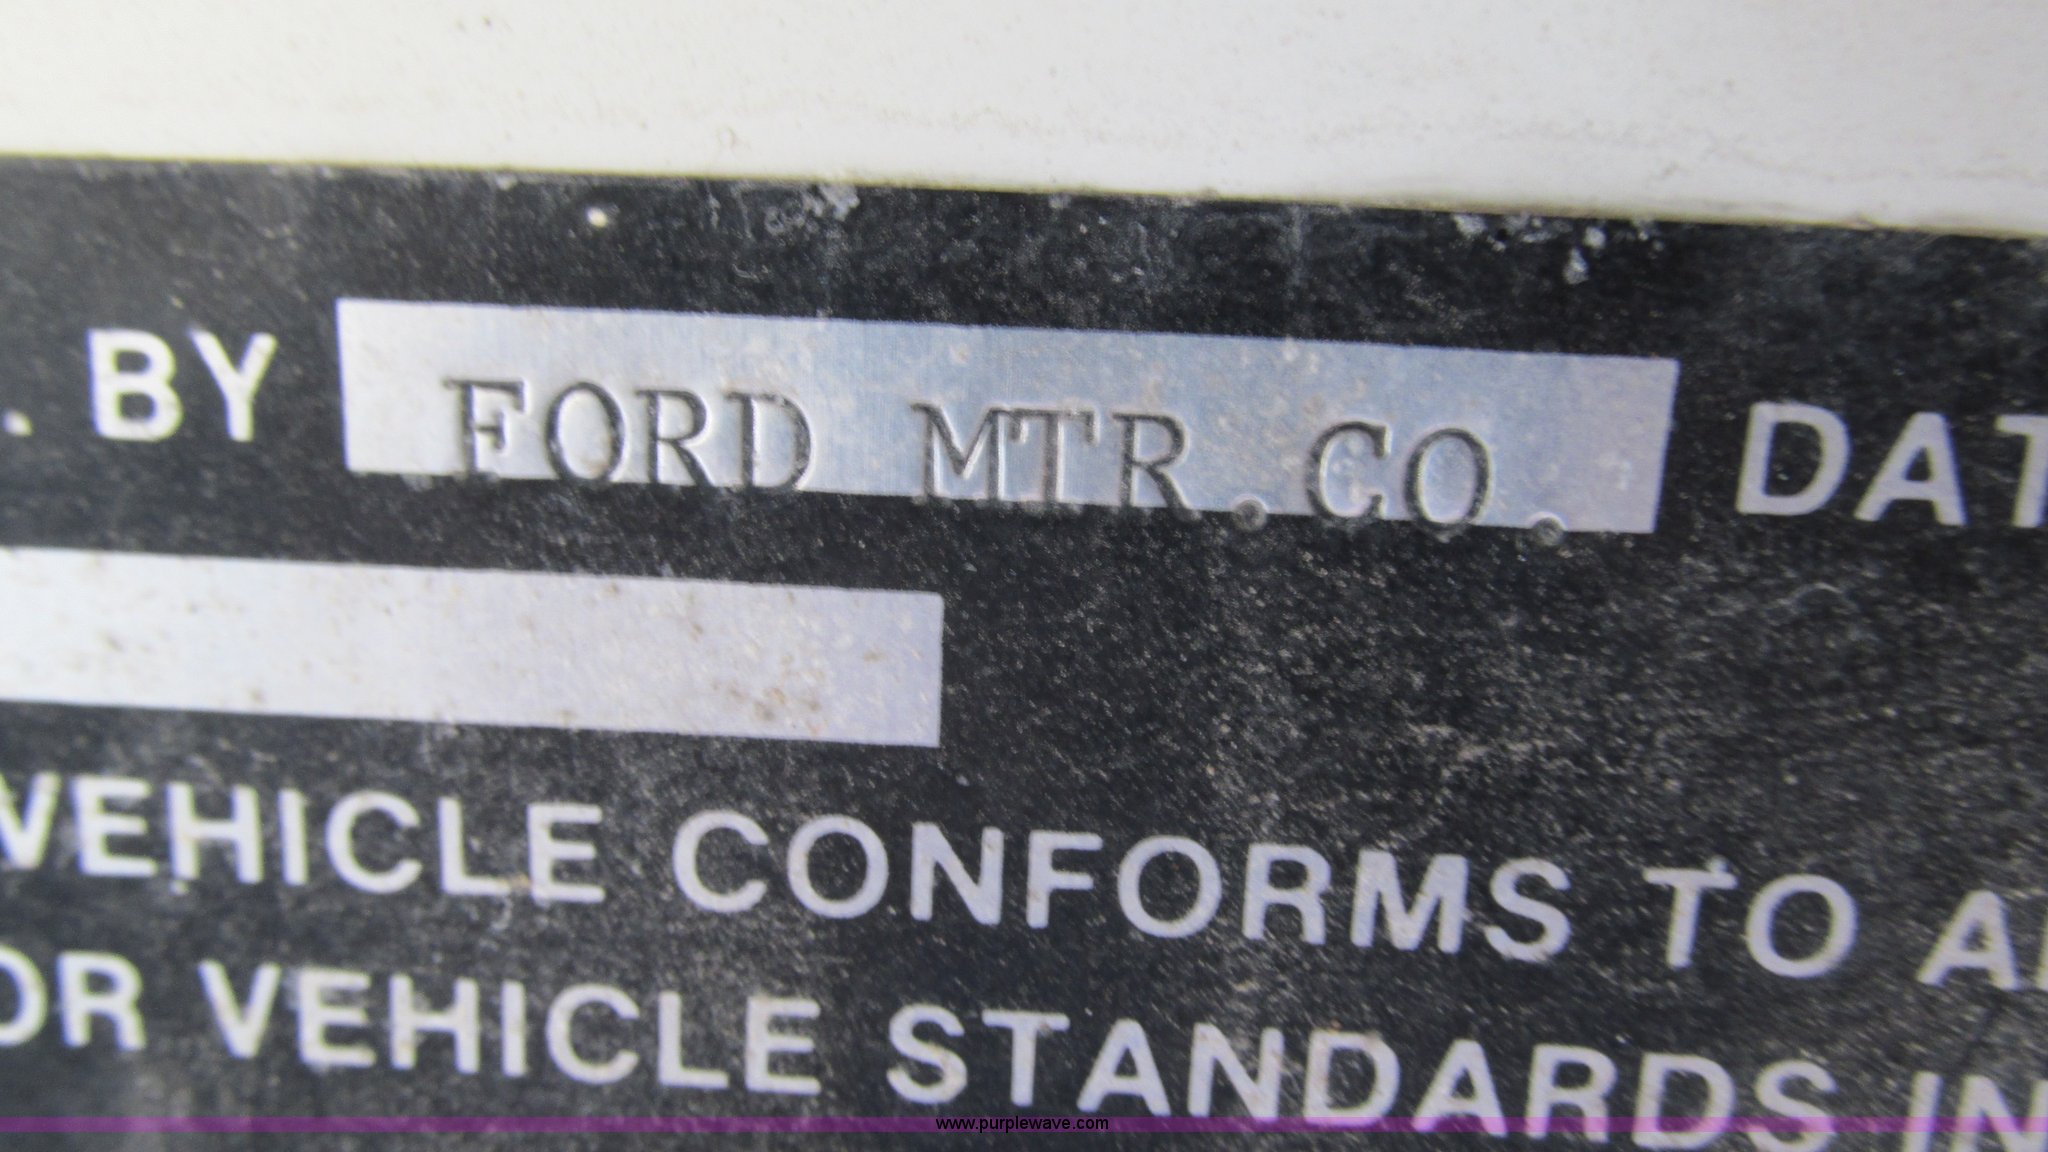 . BY FORD MTR.CO. DAT
VEHICLE CONFORMS TO A
OR VEHICLE STANDARDS IN
www.purplewave.com